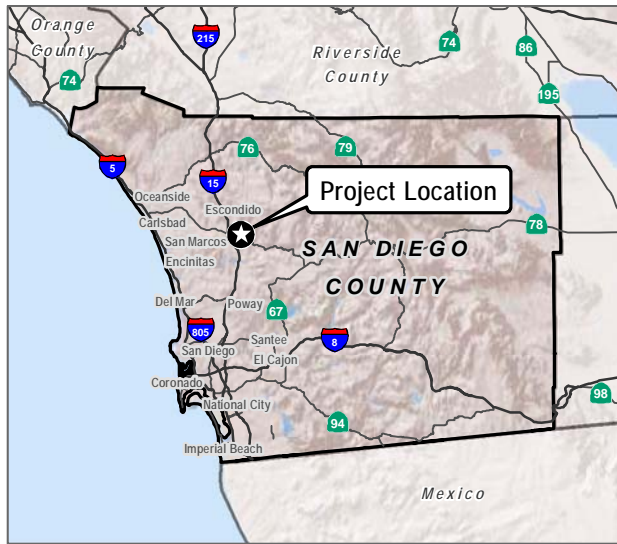 Orange
County
215
Riverside
County
74
86
74
195
5
76
79
15
Oceanside
Escondido
Project Location
Carlsbad
San Marcos
78
Encinitas
SAN DIEGO
COUNTY
Del Mar
Poway
67
805
Santee
8
San Diego
El Cajon
Coronado
National City
94
98
Imperial Beach
Mexico